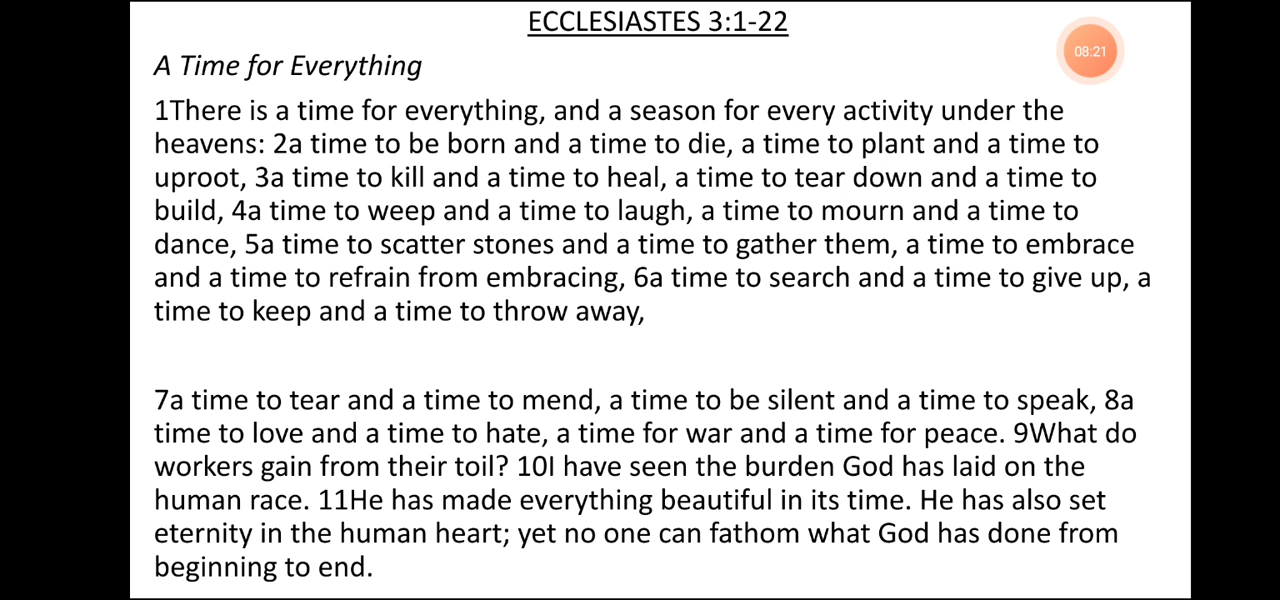 ECCLESIASTES 3:1-22
08:21
A Time for Everything
1There is a time for everything, and a season for every activity under the
heavens: 2a time to be born and a time to die, a time to plant and a time to
uproot, 3a time to kill and a time to heal, a time to tear down and a time to
build, 4a time to weep and a time to laugh, a time to mourn and a time to
dance, 5a time to scatter stones and a time to gather them, a time to embrace
and a time to refrain from embracing, 6a time to search and a time to give up, a
time to keep and a time to throw away,
7a time to tear and a time to mend, a time to be silent and a time to speak, 8a
time to love and a time to hate, a time for war and a time for peace. 9What do
workers gain from their toil? 10I have seen the burden God has laid on the
human race. 11He has made everything beautiful in its time. He has also set
eternity in the human heart; yet no one can fathom what God has done from
beginning to end.